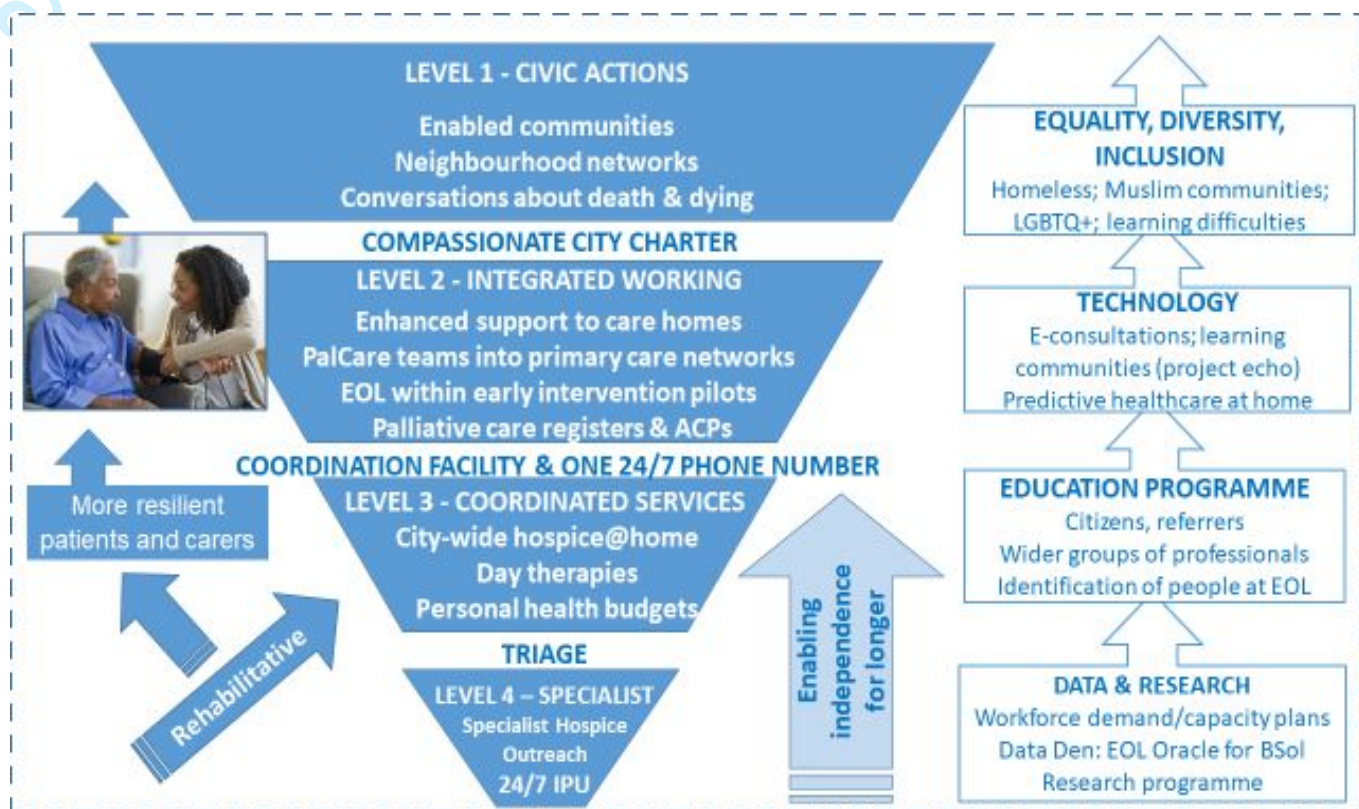 LEVEL 1 - CIVIC ACTIONS
Enabled communities
Neighbourhood networks
Conversations about death & dying
COMPASSIONATE CITY CHARTER
LEVEL 2 - INTEGRATED WORKING
Enhanced support to care homes
PalCare teams into primary care networks
EOL within early intervention pilots
Palliative care registers & ACPs
COORDINATION FACILITY & ONE 24/7 PHONE NUMBER
LEVEL 3 - COORDINATED SERVICES
City-wide hospice@home
Day therapies
Personal health budgets
TRIAGE
LEVEL 4 – SPECIALIST
Specialist Hospice
Outreach
24/7 IPU
More resilient
patients and carers
Rehabilitative
Enabling
independence
for longer
EQUALITY, DIVERSITY,
INCLUSION
Homeless; Muslim communities;
LGBTQ+; learning difficulties
TECHNOLOGY
E-consultations; learning
communities (project echo)
Predictive healthcare at home
EDUCATION PROGRAMME
Citizens, referrers
Wider groups of professionals
Identification of people at EOL
DATA & RESEARCH
Workforce demand/capacity plans
Data Den: EOL Oracle for BSol
Research programme